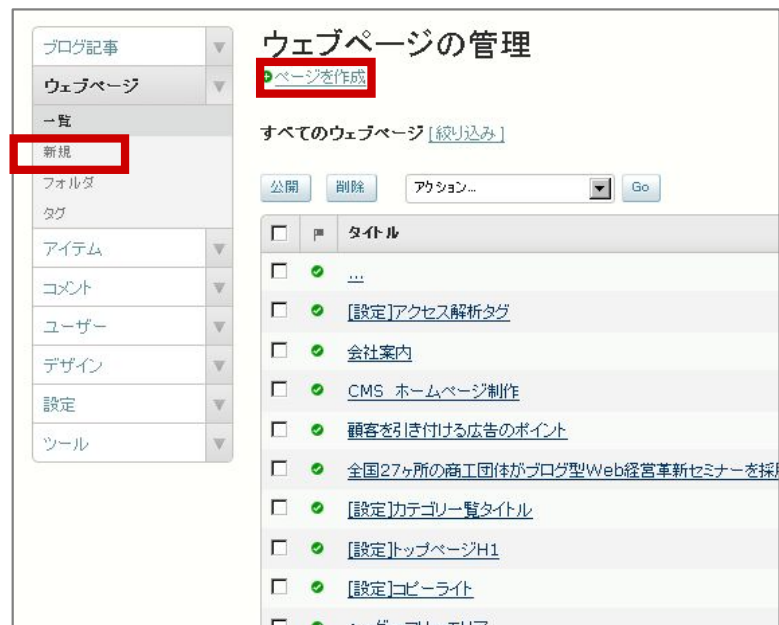 ブログ記事
ウェブページ
一覧
新規
フォルダ
タグ
アイテム
コメント
ユーザー
デザイン
設定
ツール
ウェブページの管理
ページを作成
すべてのウェブページ [絞り込み]
公開 削除 アクション... Go
タイトル
...
[設定]アクセス解析タグ
会社案内
CMS ホームページ制作
顧客を引き付ける広告のポイント
全国27ヶ所の商工団体がブログ型Web経営革新セミナーを採
[設定]カテゴリ一覧タイトル
[設定]トップページH1
[設定]コピーライト